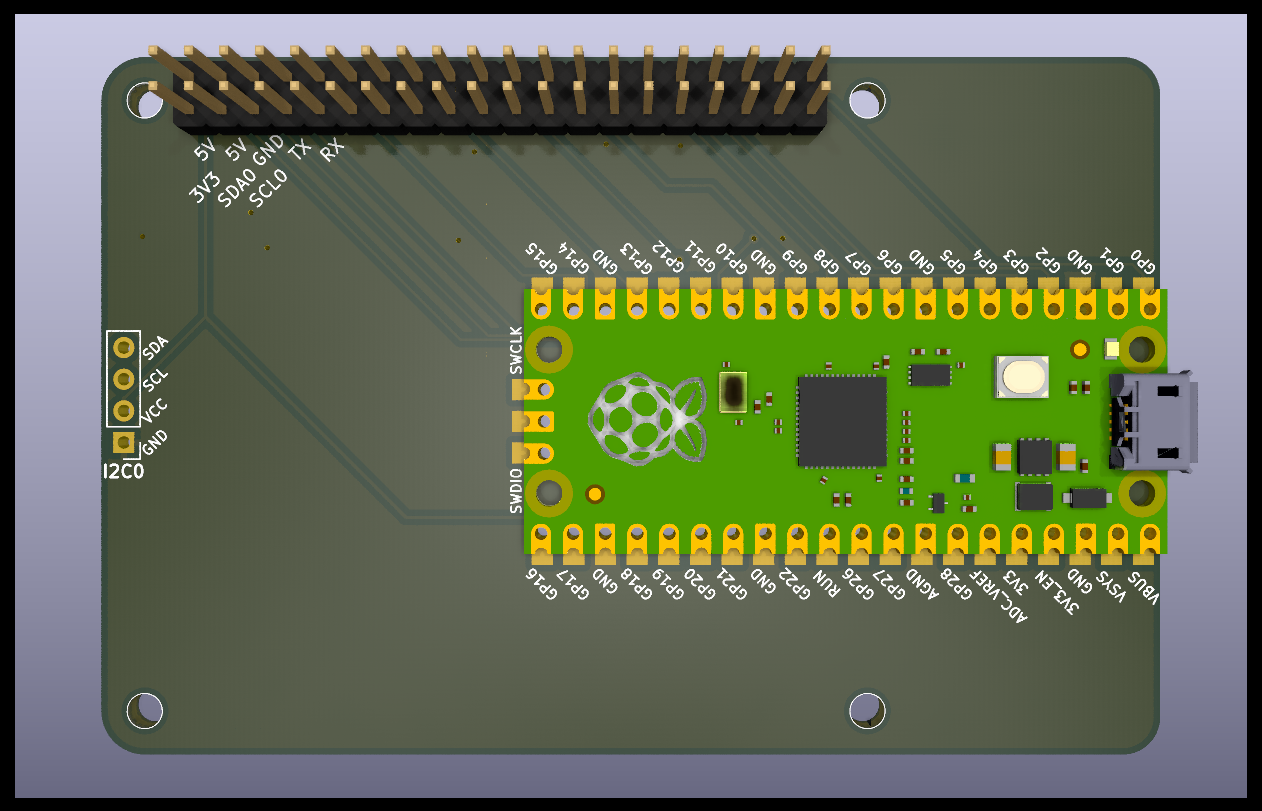 5V 5V GND TX RX
3V3 SDA0 SCL0
GP15 GP14 GND GP13 GP12 GP11 GP10 GND GP9 GP8 GP7 GP6 GND GP5 GP4 GP3 GP2 GND GP1 GP0
SWCLK
SDA
SCL
VCC
GND
I2C0
SWDIO
GP16 GP17 GND GP18 GP19 GP20 GP21 GND GP22 RUN GP26 GP27 AGND GP28 ADC_VREF 3V3 3V3_EN GND VSYS VBUS